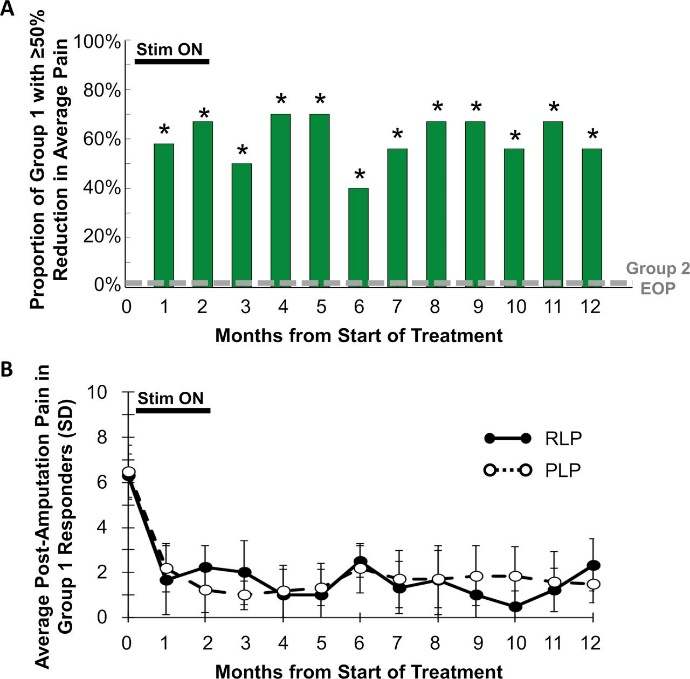 A
Proportion of Group 1 with ≥50%
Reduction in Average Pain
100%
80%
60%
40%
20%
0%
Stim ON
* * * * * * * * * * * *
Group 2
EOP
0 1 2 3 4 5 6 7 8 9 10 11 12
Months from Start of Treatment
B
Average Post-Amputation Pain in
Group 1 Responders (SD)
10
8
6
4
2
0
Stim ON
RLP
PLP
0 1 2 3 4 5 6 7 8 9 10 11 12
Months from Start of Treatment